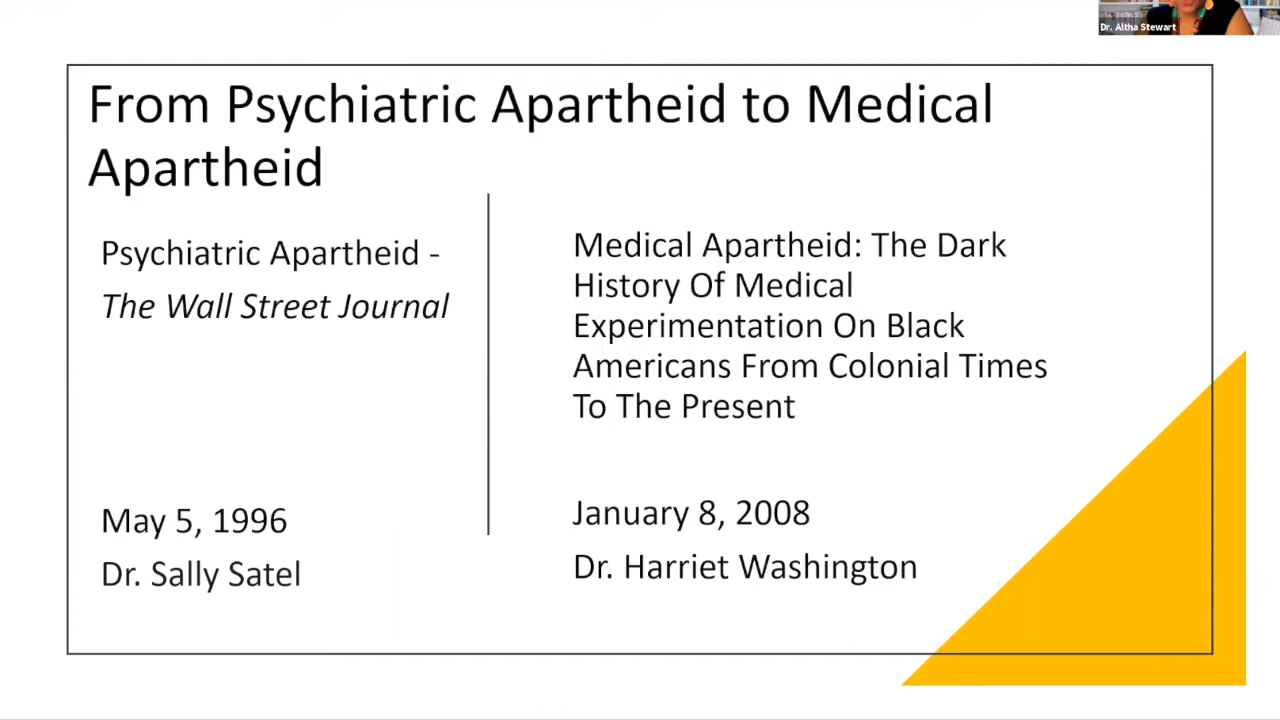 Dr. Altha Stewart
From Psychiatric Apartheid to Medical
Apartheid
Psychiatric Apartheid -
The Wall Street Journal
May 5, 1996
Dr. Sally Satel
Medical Apartheid: The Dark
History Of Medical
Experimentation On Black
Americans From Colonial Times
To The Present
January 8, 2008
Dr. Harriet Washington